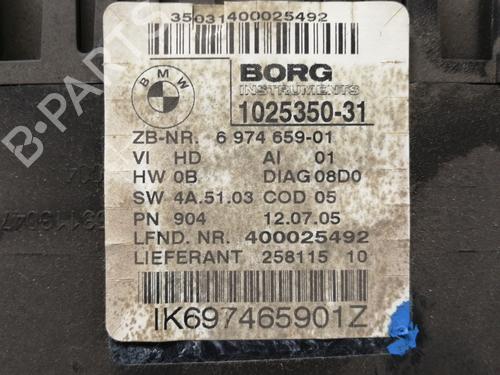 35031400025492
BMW
BORG
INSTRUMENTS
1025350-31
ZB-NR. 6 974 659-01
VI HD AI 01
HW 0B DIAG 08D0
SW 4A.51.03 COD 05
PN 904 12.07.05
LFND. NR. 400025492
LIEFERANT 258115 10
IK697465901Z
B-PARTS